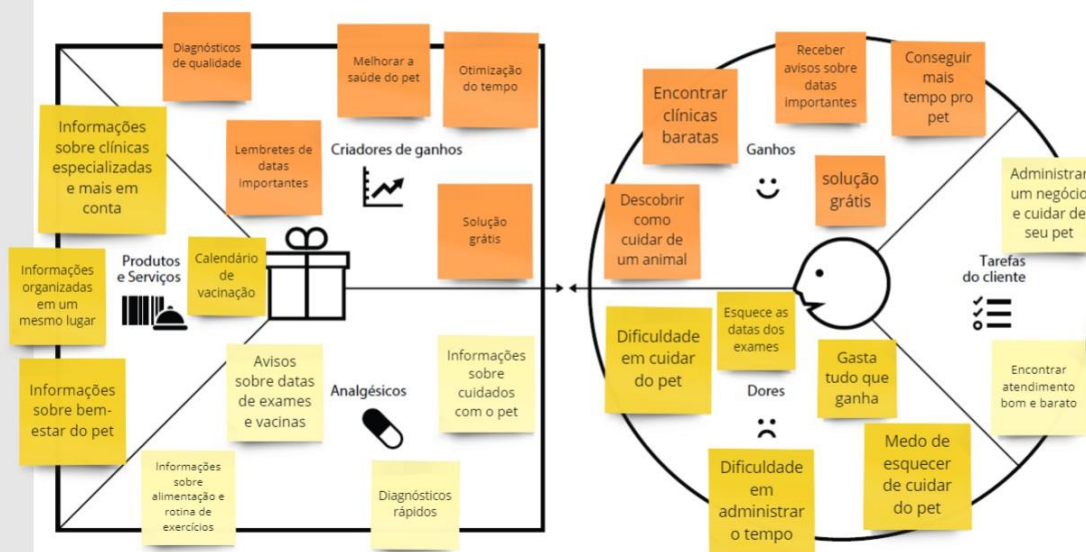 Diagnósticos
de qualidade
Melhorar a
saúde do pet
Otimização
do tempo
Informações
sobre clínicas
especializadas
e mais em
conta
Lembretes de
datas
importantes
Criadores de ganhos
Solução
grátis
Informações
organizadas
em um
mesmo lugar
Produtos
e Serviços
Calendário
de
vacinação
Informações
sobre bem-
estar do pet
Avisos
sobre datas
de exames
e vacinas
Analgésicos
Informações
sobre
cuidados
com o pet
Informações
sobre
alimentação e
rotina de
exercícios
Diagnósticos
rápidos
Encontrar
clínicas
baratas
Receber
avisos sobre
datas
importantes
Conseguir
mais
tempo pro
pet
Ganhos
Descobrir
como
cuidar de
um animal
solução
grátis
Administrar
um negócio
e cuidar de
seu pet
Tarefas
do cliente
Dificuldade
em cuidar
do pet
Esquece as
datas dos
exames
Gasta
tudo que
ganha
Dores
Encontrar
atendimento
bom e barato
Dificuldade
em
administrar
o tempo
Medo de
esquecer
de cuidar
do pet